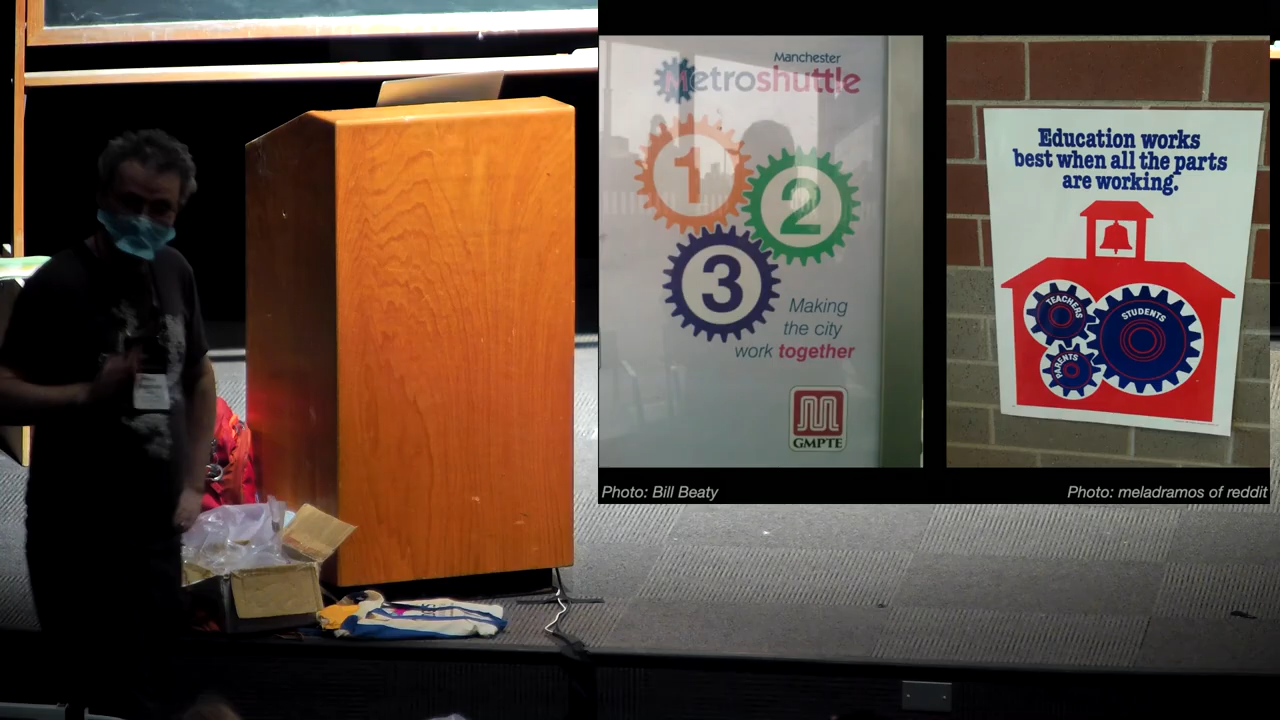 Manchester
Metroshuttle
1
2
3
Making
the city
work together
GMPTE
Photo: Bill Beaty
Education works
best when all the parts
are working.
TEACHERS
STUDENTS
PARENTS
Photo: meladramos of reddit